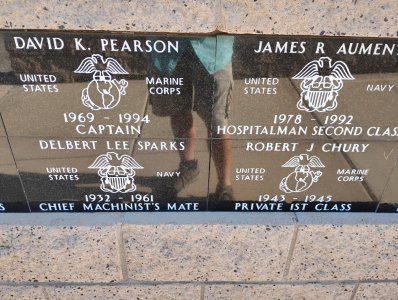 DAVID K. PEARSON
UNITED STATES MARINE CORPS
1969 - 1994
CAPTAIN
JAMES R AUMEN
UNITED STATES NAVY
1978 - 1992
HOSPITALMAN SECOND CLAS
DELBERT LEE SPARKS
UNITED STATES NAVY
1932 - 1961
CHIEF MACHINIST'S MATE
ROBERT J CHURY
UNITED STATES MARINE CORPS
1943 - 1945
PRIVATE 1ST CLASS